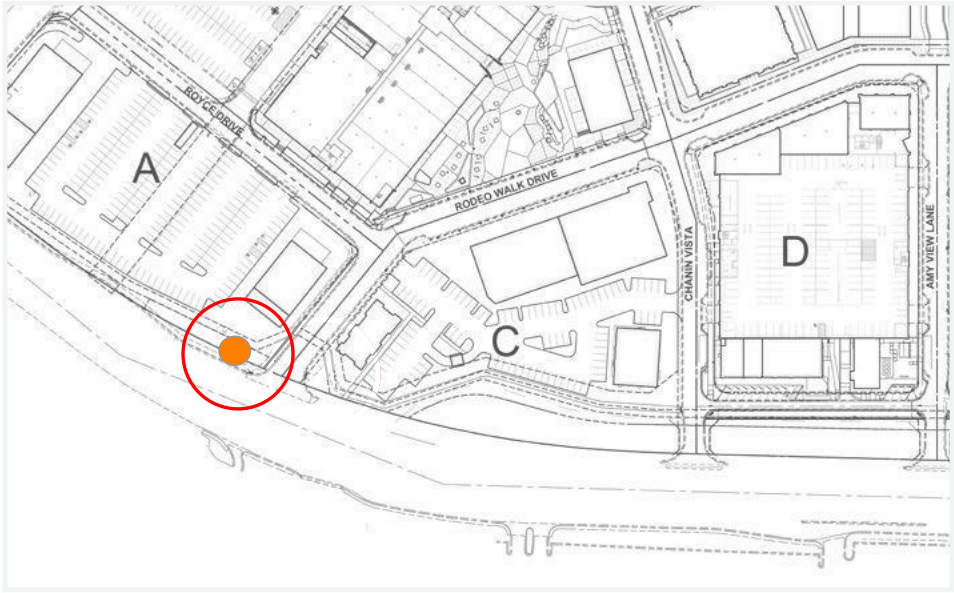 ROYCE DRIVE
A
RODEO WALK DRIVE
CHANIN VISTA
D
AMY VIEW LANE
C